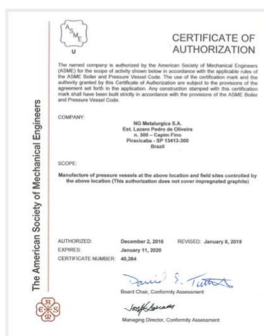 ASME
U
CERTIFICATE OF
AUTHORIZATION
The named company is authorized by the American Society of Mechanical Engineers
(ASME) for the scope of activity shown below in accordance with the applicable rules of
the ASME Boiler and Pressure Vessel Code. The use of the certification mark and the
authority granted by this Certificate of Authorization are subject to the provisions of the
agreement set forth in the application. Any construction stamped with this certification
mark shall have been built strictly in accordance with the provisions of the ASME Boiler
and Pressure Vessel Code.
COMPANY:
NG Metalurgica S.A.
Est. Lazaro Pedro de Oliveira
n. 300 – Capim Fino
Piracicaba - SP 13413-300
Brazil
SCOPE:
Manufacture of pressure vessels at the above location and field sites controlled by
the above location (This authorization does not cover impregnated graphite)
AUTHORIZED: December 2, 2016 REVISED: January 8, 2019
EXPIRES: January 11, 2020
CERTIFICATE NUMBER: 40,264
Board Chair, Conformity Assessment
Managing Director, Conformity Assessment
The American Society of Mechanical Engineers